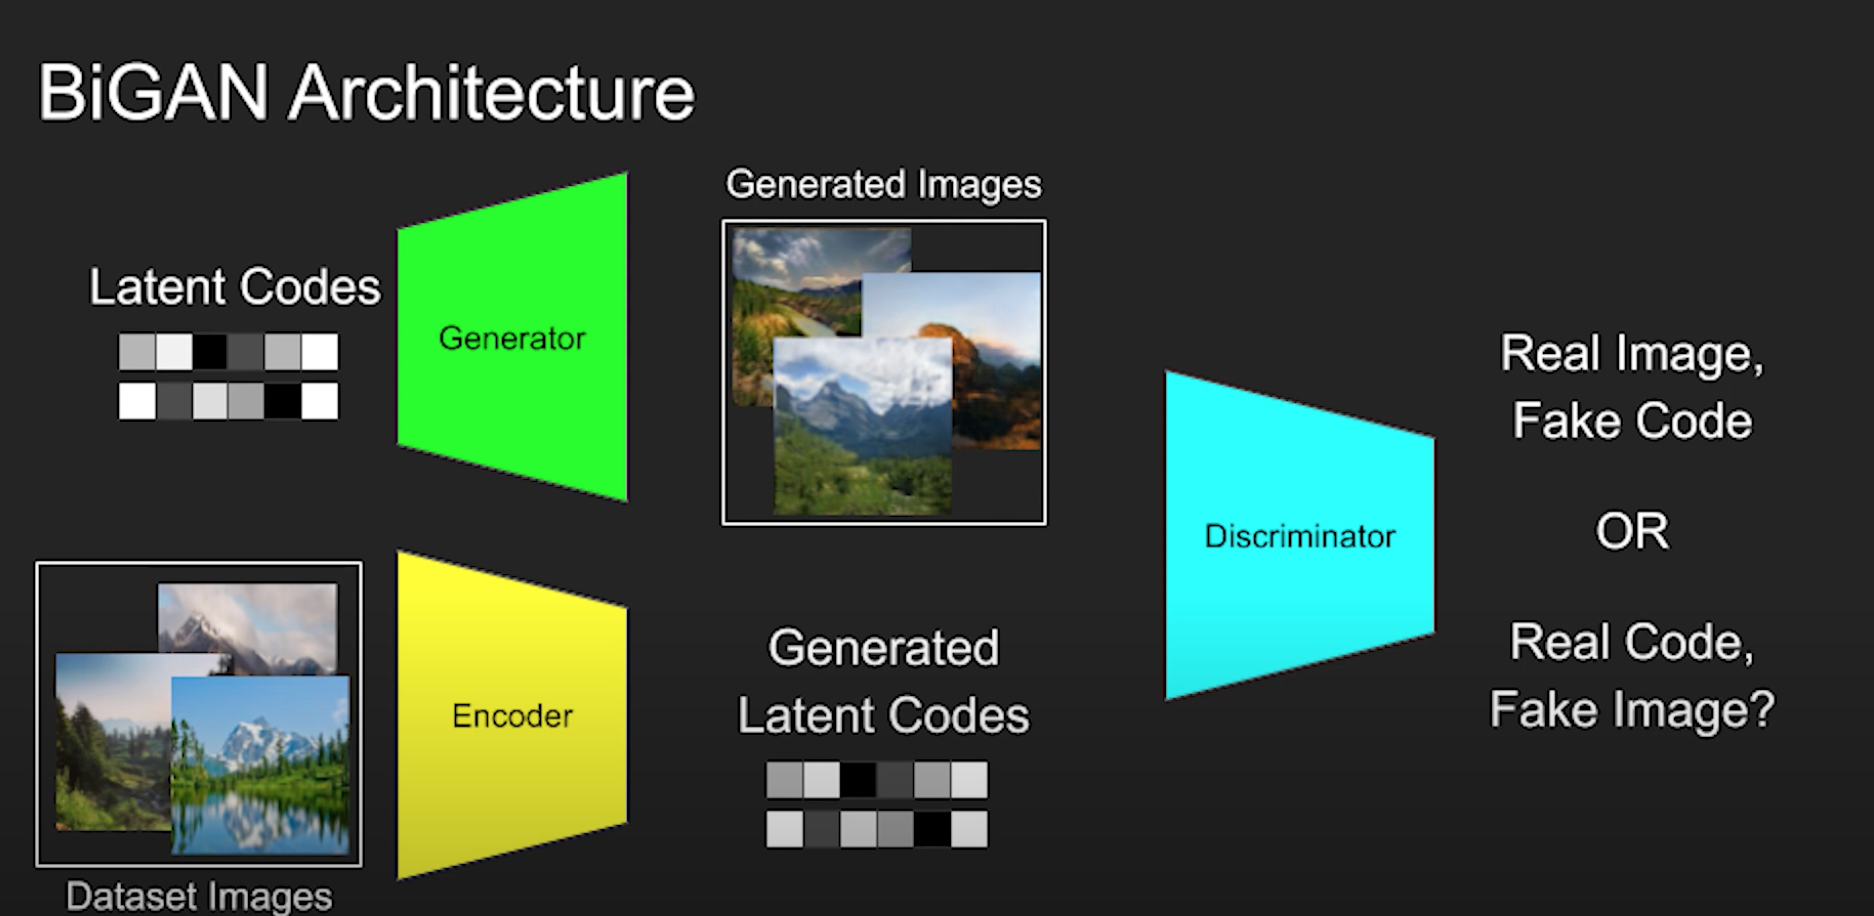 BiGAN Architecture
Latent Codes
Generator
Generated Images
Dataset Images
Encoder
Generated
Latent Codes
Discriminator
Real Image,
Fake Code
OR
Real Code,
Fake Image?